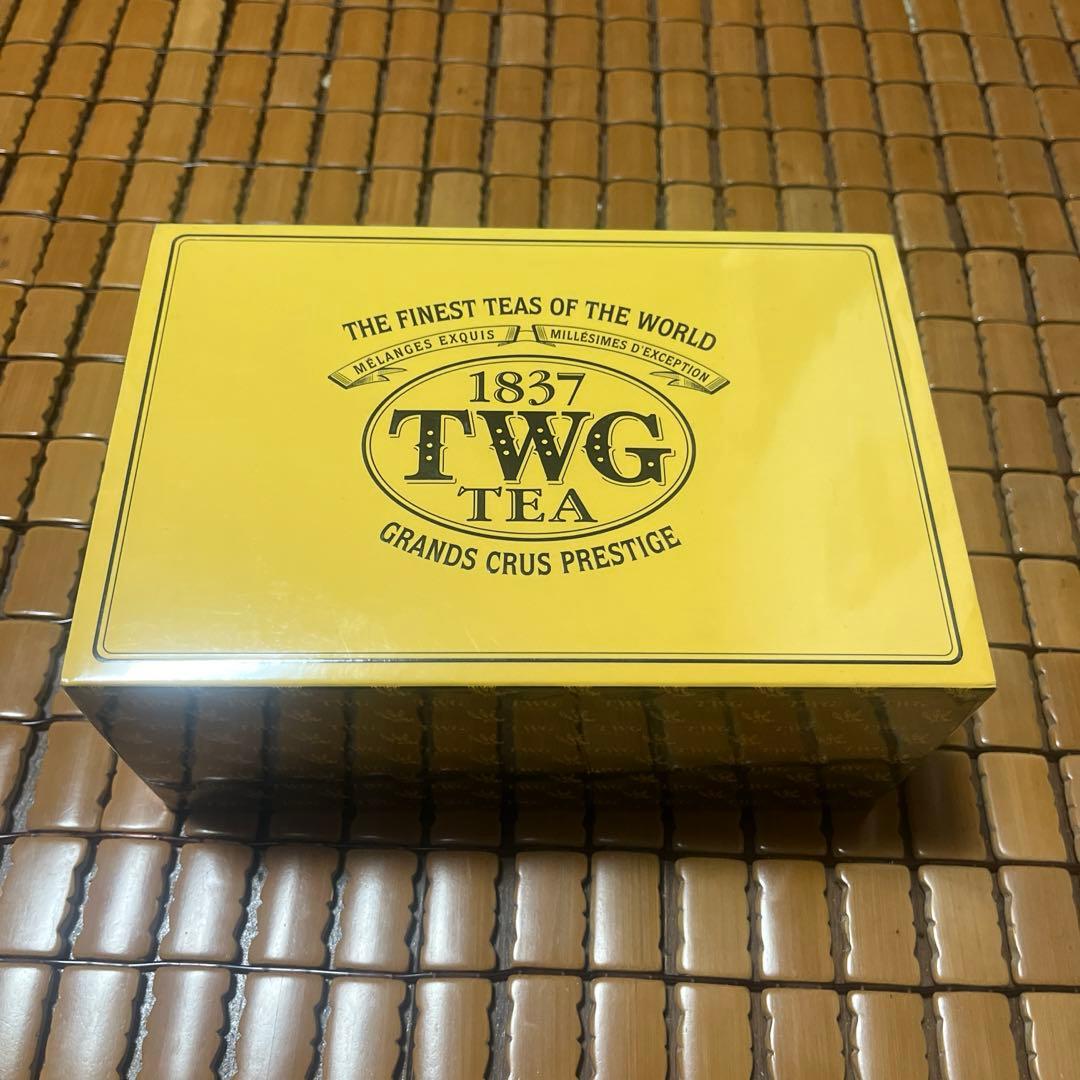 THE FINEST TEAS OF THE WORLD
MÉLANGES EXQUIS MILLÉSIMES D'EXCEPTION
1837
TWG
TEA
GRANDS CRUS PRESTIGE